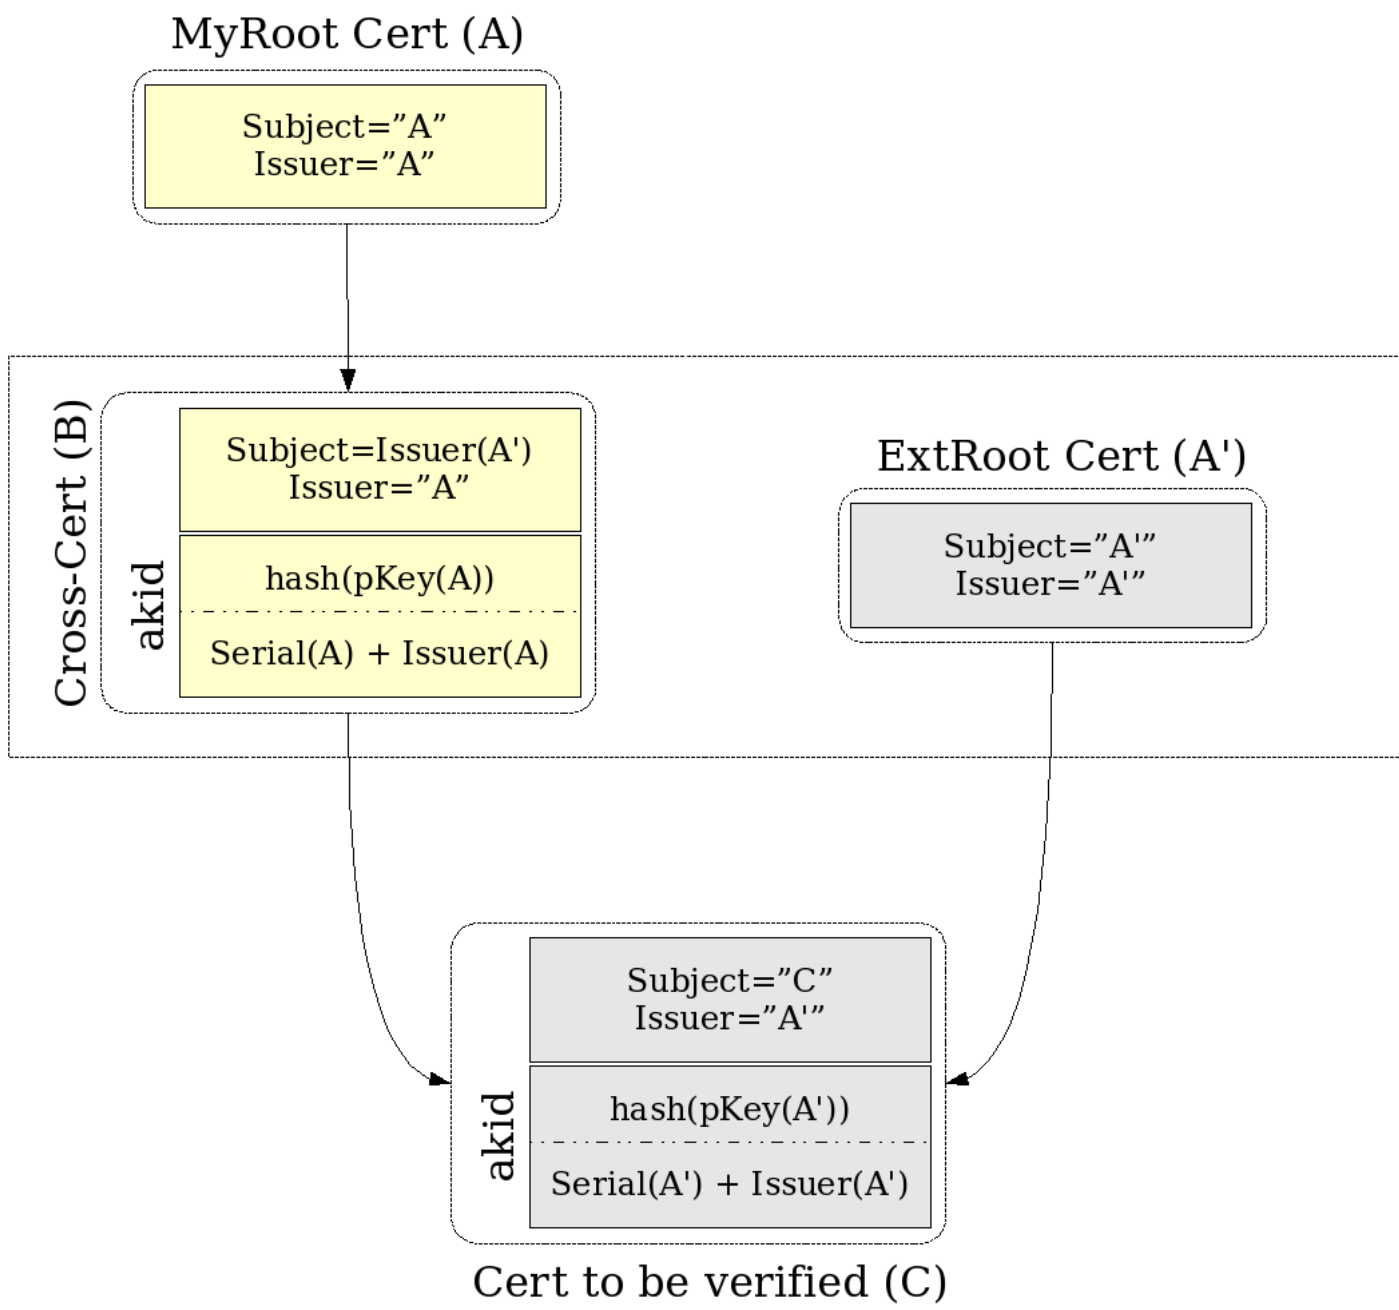 MyRoot Cert (A)
Subject=”A”
Issuer=”A”
Cross-Cert (B)
akid
Subject=Issuer(A')
Issuer=”A”
hash(pKey(A))
Serial(A) + Issuer(A)
ExtRoot Cert (A')
Subject=”A'”
Issuer=”A'”
akid
Subject=”C”
Issuer=”A'”
hash(pKey(A'))
Serial(A') + Issuer(A')
Cert to be verified (C)